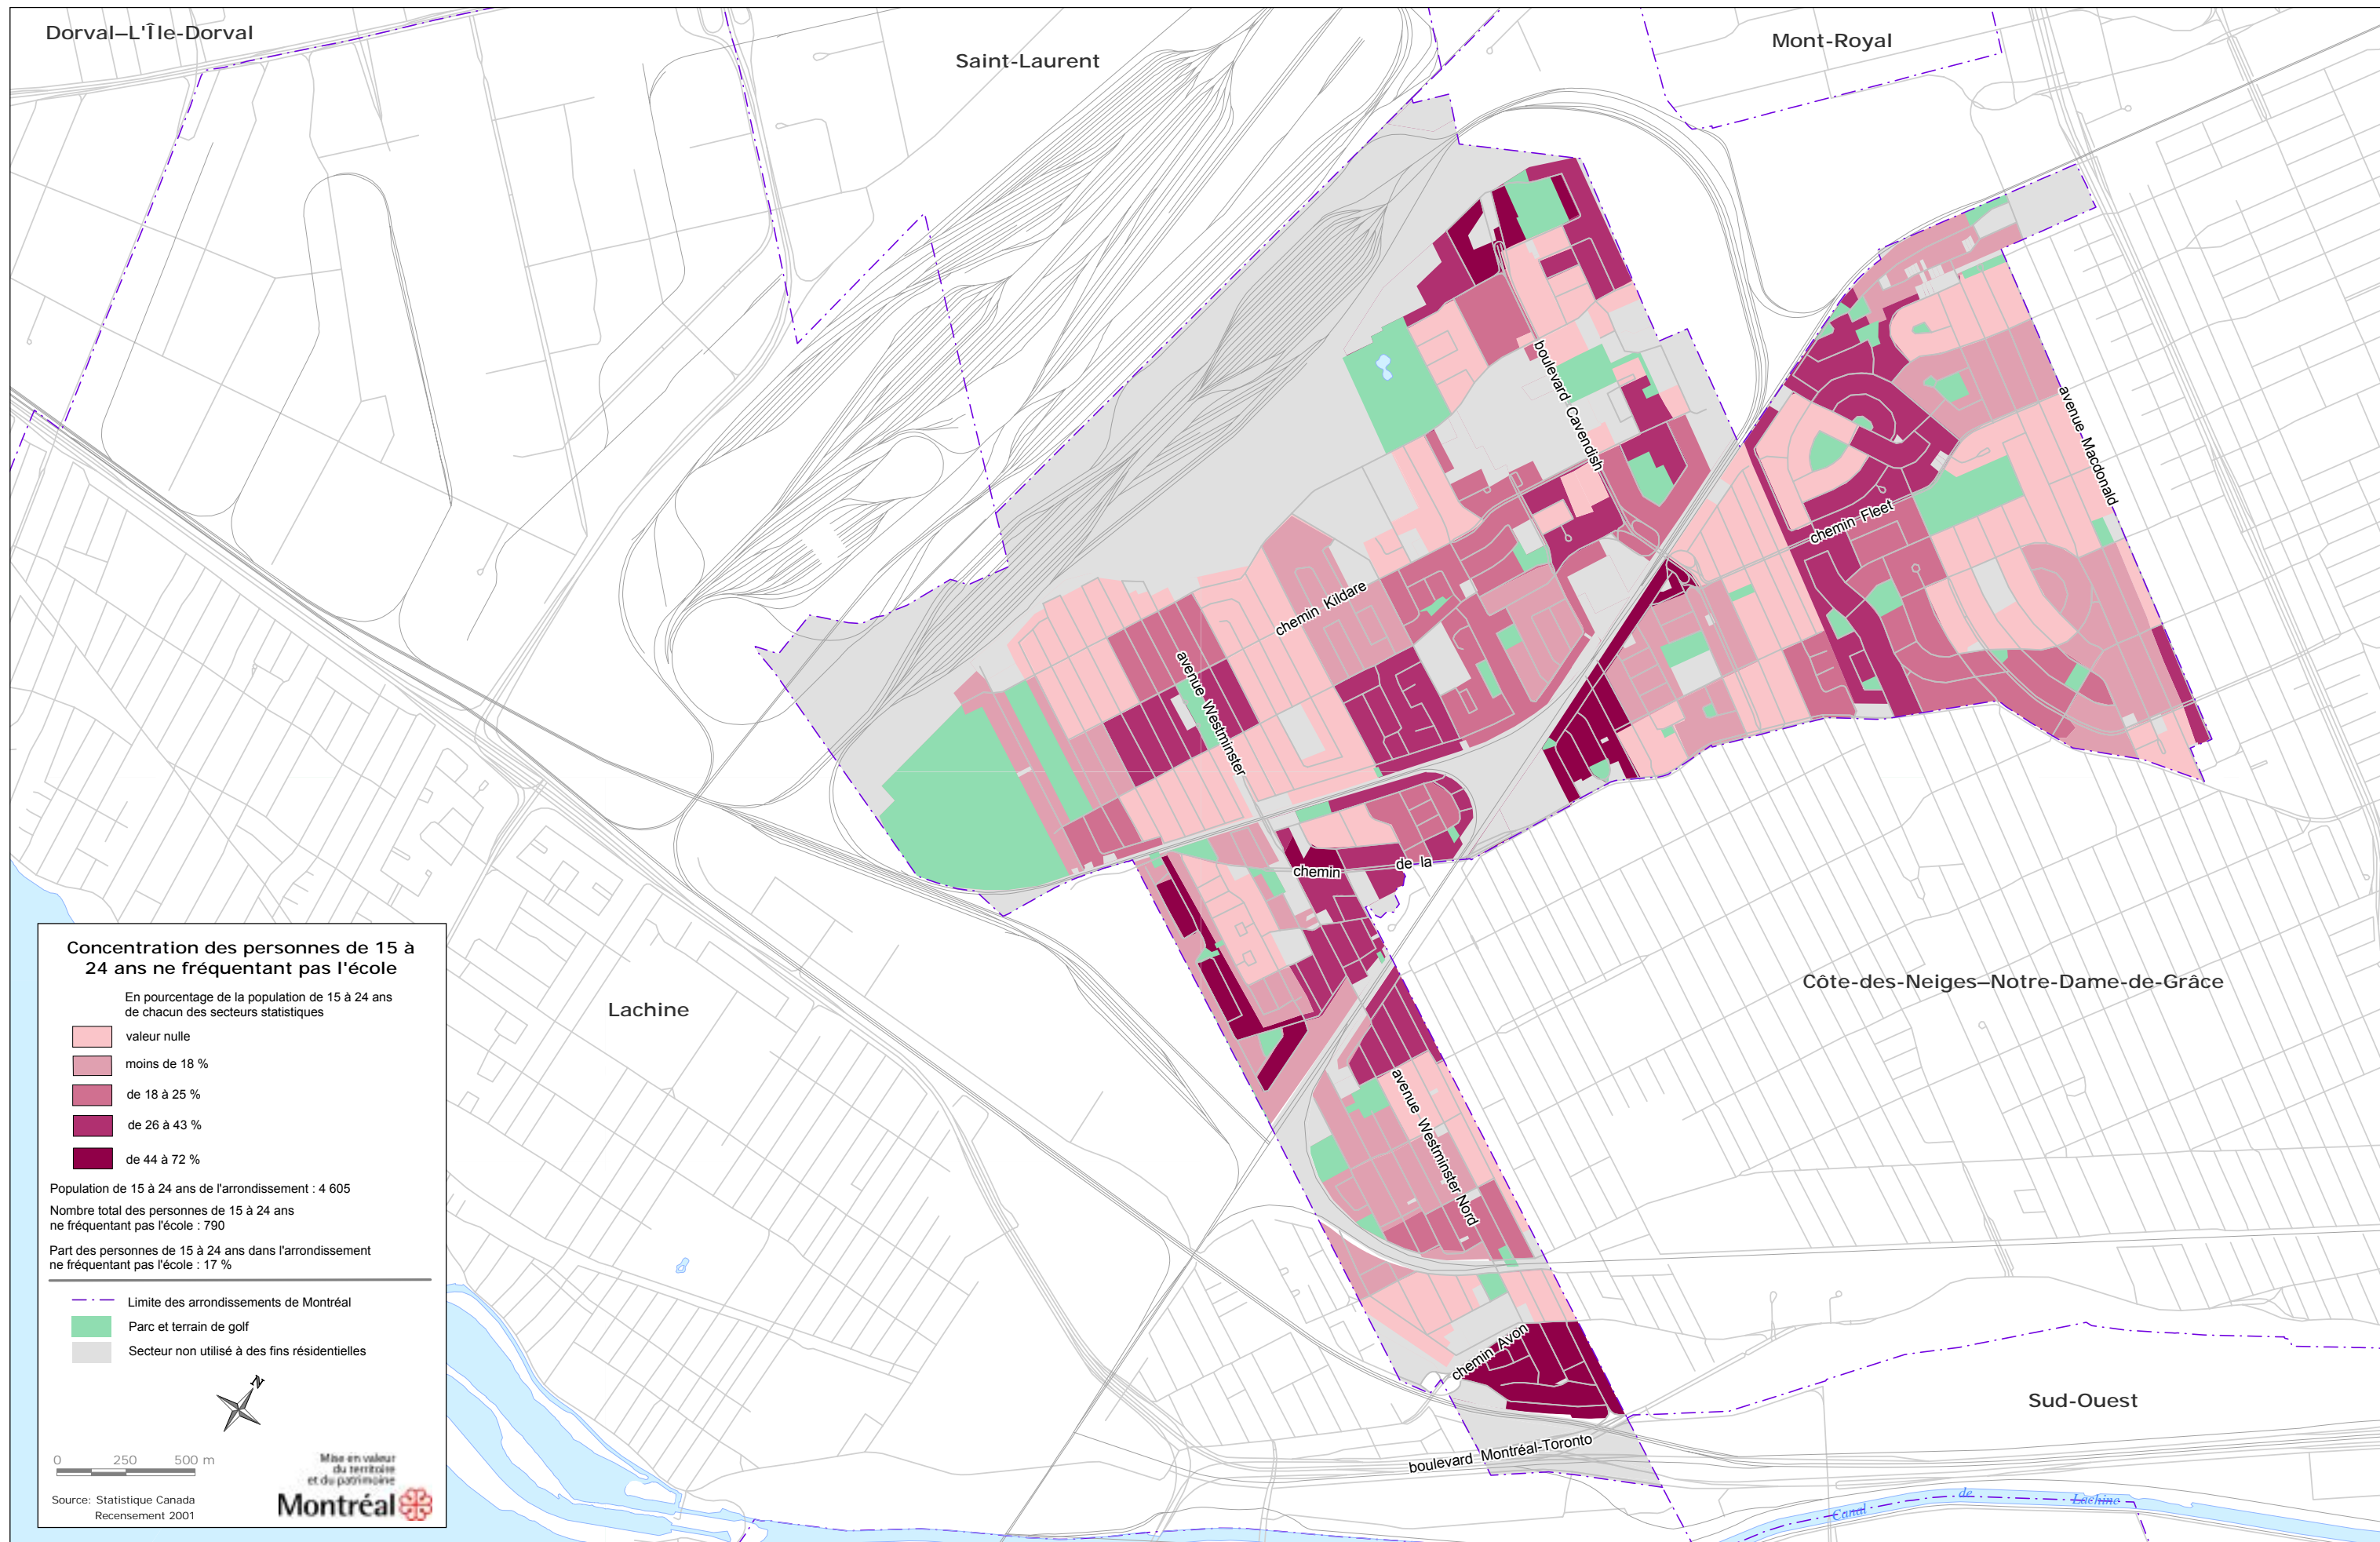 Dorval–L'Île-Dorval
Saint-Laurent
Mont-Royal
boulevard Cavendish
avenue Macdonald
chemin Fleet
chemin Kildare
avenue Westminster
chemin de la
Lachine
Côte-des-Neiges–Notre-Dame-de-Grâce
avenue Westminster Nord
chemin Avon
boulevard Montréal-Toronto
Sud-Ouest
Canal de Lachine
Concentration des personnes de 15 à
24 ans ne fréquentant pas l'école
En pourcentage de la population de 15 à 24 ans
de chacun des secteurs statistiques
valeur nulle
moins de 18 %
de 18 à 25 %
de 26 à 43 %
de 44 à 72 %
Population de 15 à 24 ans de l'arrondissement : 4 605
Nombre total des personnes de 15 à 24 ans
ne fréquentant pas l'école : 790
Part des personnes de 15 à 24 ans dans l'arrondissement
ne fréquentant pas l'école : 17 %
Limite des arrondissements de Montréal
Parc et terrain de golf
Secteur non utilisé à des fins résidentielles
N
0 250 500 m
Mise en valeur
du territoire
et du patrimoine
Montréal
Source: Statistique Canada
Recensement 2001